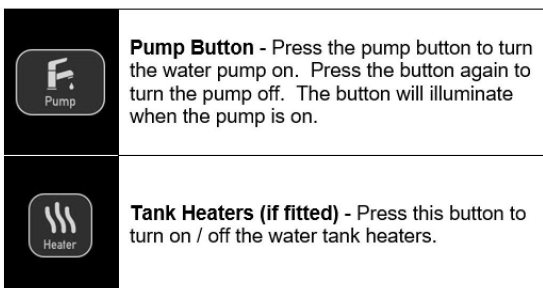 Pump
Pump Button - Press the pump button to turn
the water pump on.  Press the button again to
turn the pump off.  The button will illuminate
when the pump is on.
Heater
Tank Heaters (if fitted) - Press this button to
turn on / off the water tank heaters.